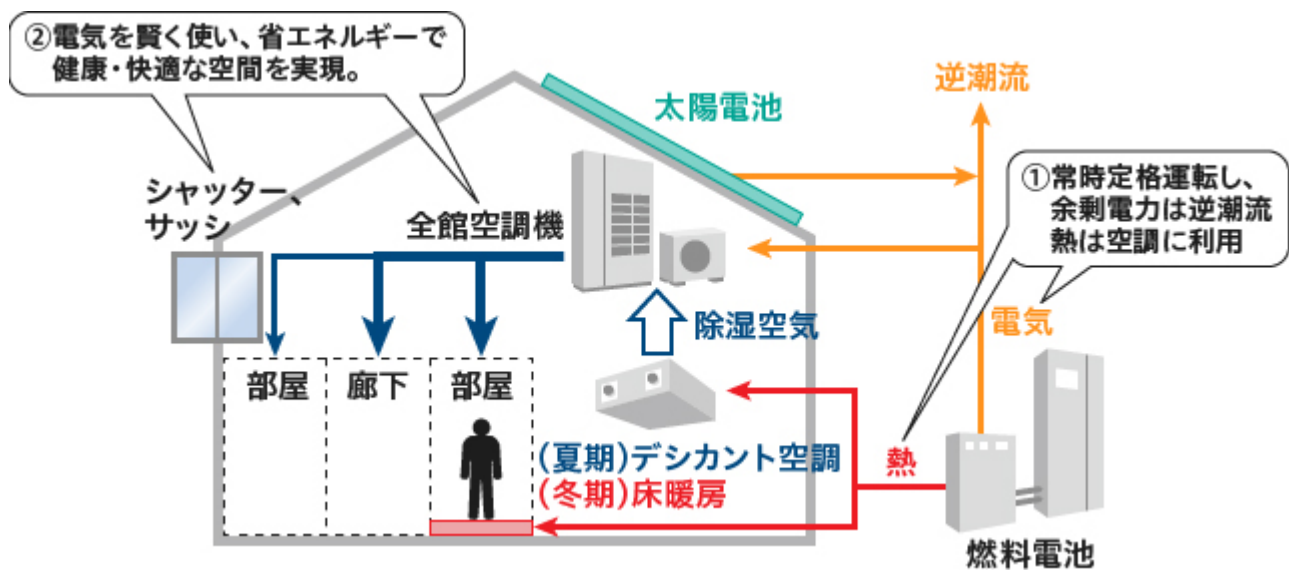 ②電気を賢く使い、省エネルギーで
健康・快適な空間を実現。
逆潮流
太陽電池
①常時定格運転し、
余剰電力は逆潮流
熱は空調に利用
シャッター、
サッシ
全館空調機
電気
除湿空気
部屋
廊下
部屋
(夏期)デシカント空調
(冬期)床暖房
熱
燃料電池